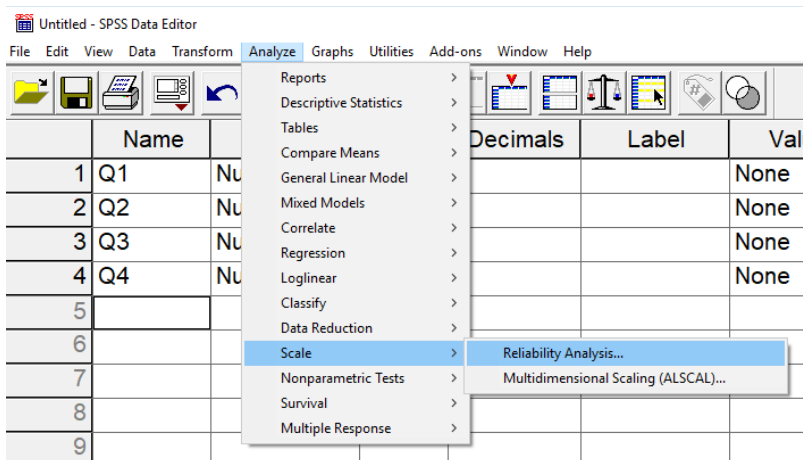 Untitled - SPSS Data Editor
File Edit View Data Transform Analyze Graphs Utilities Add-ons Window Help
Reports
Descriptive Statistics
Tables
Compare Means
General Linear Model
Mixed Models
Correlate
Regression
Loglinear
Classify
Data Reduction
Scale
Nonparametric Tests
Survival
Multiple Response
Reliability Analysis...
Multidimensional Scaling (ALSCAL)...
Name Decimals Label Val
1 Q1 Nu None
2 Q2 Nu None
3 Q3 Nu None
4 Q4 Nu None
5
6
7
8
9